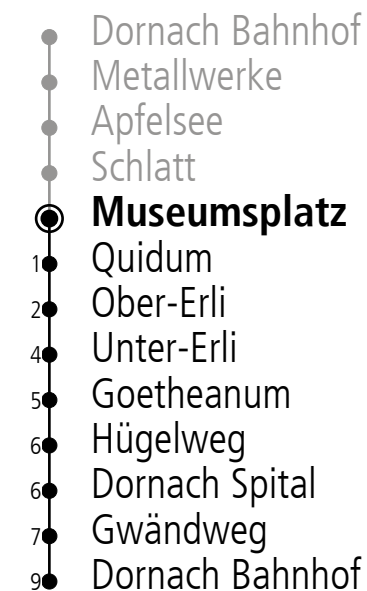 Dornach Bahnhof
Metallwerke
Apfelsee
Schlatt
Museumsplatz
1 Quidum
2 Ober-Erli
4 Unter-Erli
5 Goetheanum
6 Hügelweg
6 Dornach Spital
7 Gwändweg
9 Dornach Bahnhof